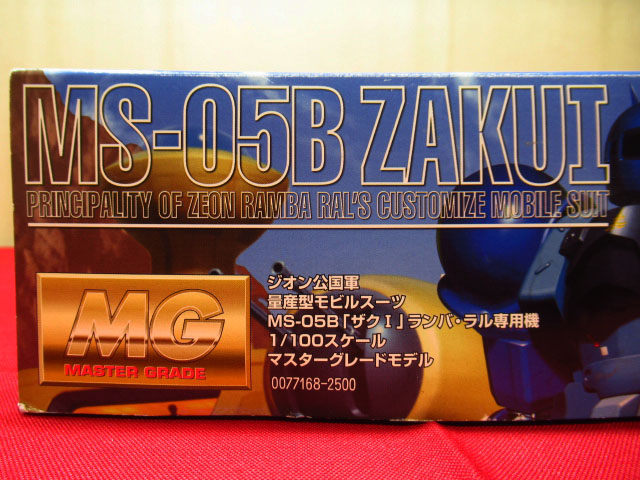 MS-05B ZAKUI
PRINCIPALITY OF ZEON RAMBA RAL'S CUSTOMIZE MOBILE SUIT
MG
MASTER GRADE
ジオン公国軍
量産型モビルスーツ
MS-05B「ザクⅠ」ランバ・ラル専用機
1/100スケール
マスターグレードモデル
0077168-2500